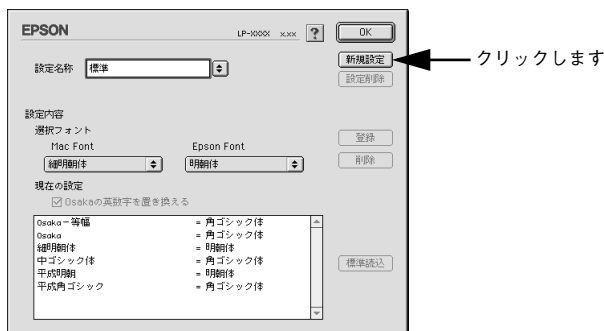 EPSON LP-XXXX x.xx ? OK
設定名称 標準 新規設定 クリックします
設定削除
設定内容
選択フォント 登録
Mac Font Epson Font
細明朝体 明朝体 削除
現在の設定
Osakaの英数字を置き換える
Osaka－等幅 = 角ゴシック体
Osaka = 角ゴシック体
細明朝体 = 明朝体
中ゴシック体 = 角ゴシック体 標準読込
平成明朝 = 明朝体
平成角ゴシック = 角ゴシック体